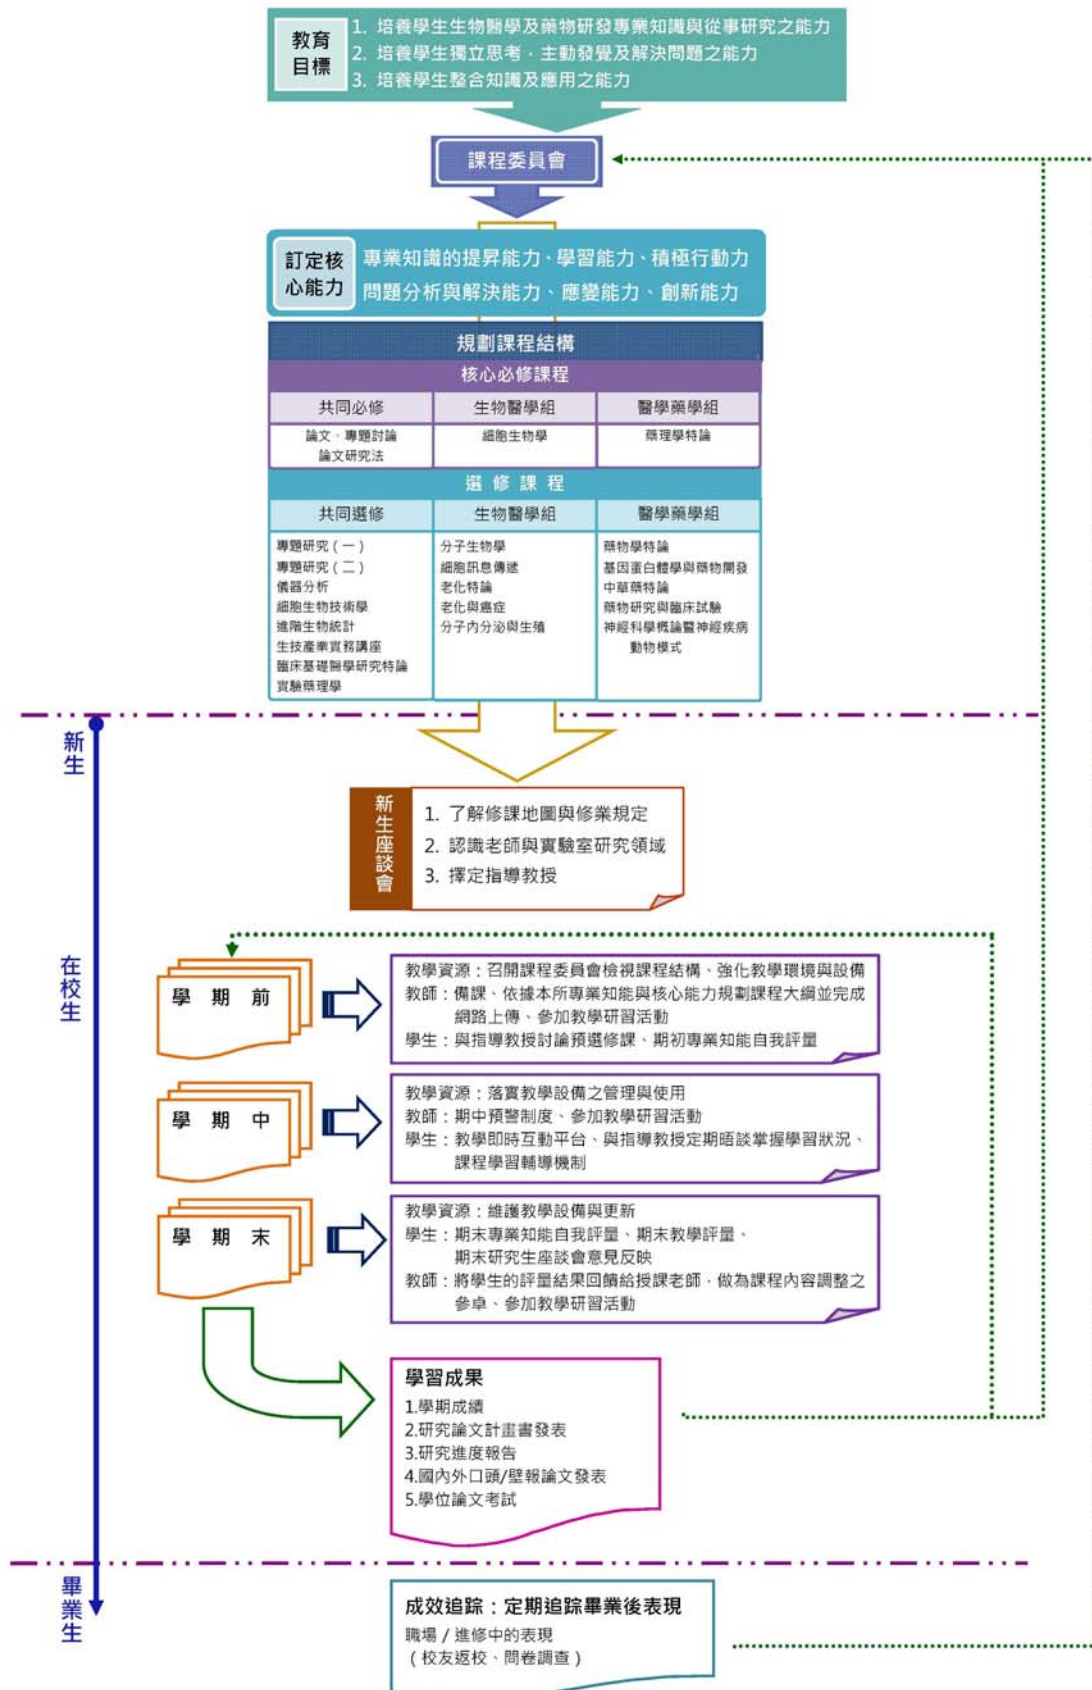 教育
目標
1. 培養學生生物醫學及藥物研發專業知識與從事研究之能力
2. 培養學生獨立思考，主動發覺及解決問題之能力
3. 培養學生整合知識及應用之能力
課程委員會
訂定核
心能力
專業知識的提昇能力、學習能力、積極行動力
問題分析與解決能力、應變能力、創新能力
規劃課程結構
核心必修課程
共同必修
生物醫學組
醫學藥學組
論文、專題討論
論文研究法
細胞生物學
藥理學特論
選修課程
共同選修
生物醫學組
醫學藥學組
專題研究（一）
專題研究（二）
儀器分析
細胞生物技術學
進階生物統計
生技產業實務講座
臨床基礎醫學研究特論
實驗藥理學
分子生物學
細胞訊息傳遞
老化特論
老化與癌症
分子內分泌與生殖
藥物學特論
基因蛋白體學與藥物開發
中草藥特論
藥物研究與臨床試驗
神經科學概論暨神經疾病
動物模式
新生
新生座談會
1. 了解修課地圖與修業規定
2. 認識老師與實驗室研究領域
3. 擇定指導教授
在校生
學期前
教學資源：召開課程委員會檢視課程結構、強化教學環境與設備
教師：備課、依據本所專業知能與核心能力規劃課程大綱並完成
網路上傳、參加教學研習活動
學生：與指導教授討論預選修課、期初專業知能自我評量
學期中
教學資源：落實教學設備之管理與使用
教師：期中預警制度、參加教學研習活動
學生：教學即時互動平台、與指導教授定期晤談掌握學習狀況、
課程學習輔導機制
學期末
教學資源：維護教學設備與更新
學生：期末專業知能自我評量、期末教學評量、
期末研究生座談會意見反映
教師：將學生的評量結果回饋給授課老師，做為課程內容調整之
參卓、參加教學研習活動
學習成果
1.學期成績
2.研究論文計畫書發表
3.研究進度報告
4.國內外口頭/壁報論文發表
5.學位論文考試
畢業生
成效追踪：定期追踪畢業後表現
職場 / 進修中的表現
（校友返校、問卷調查）